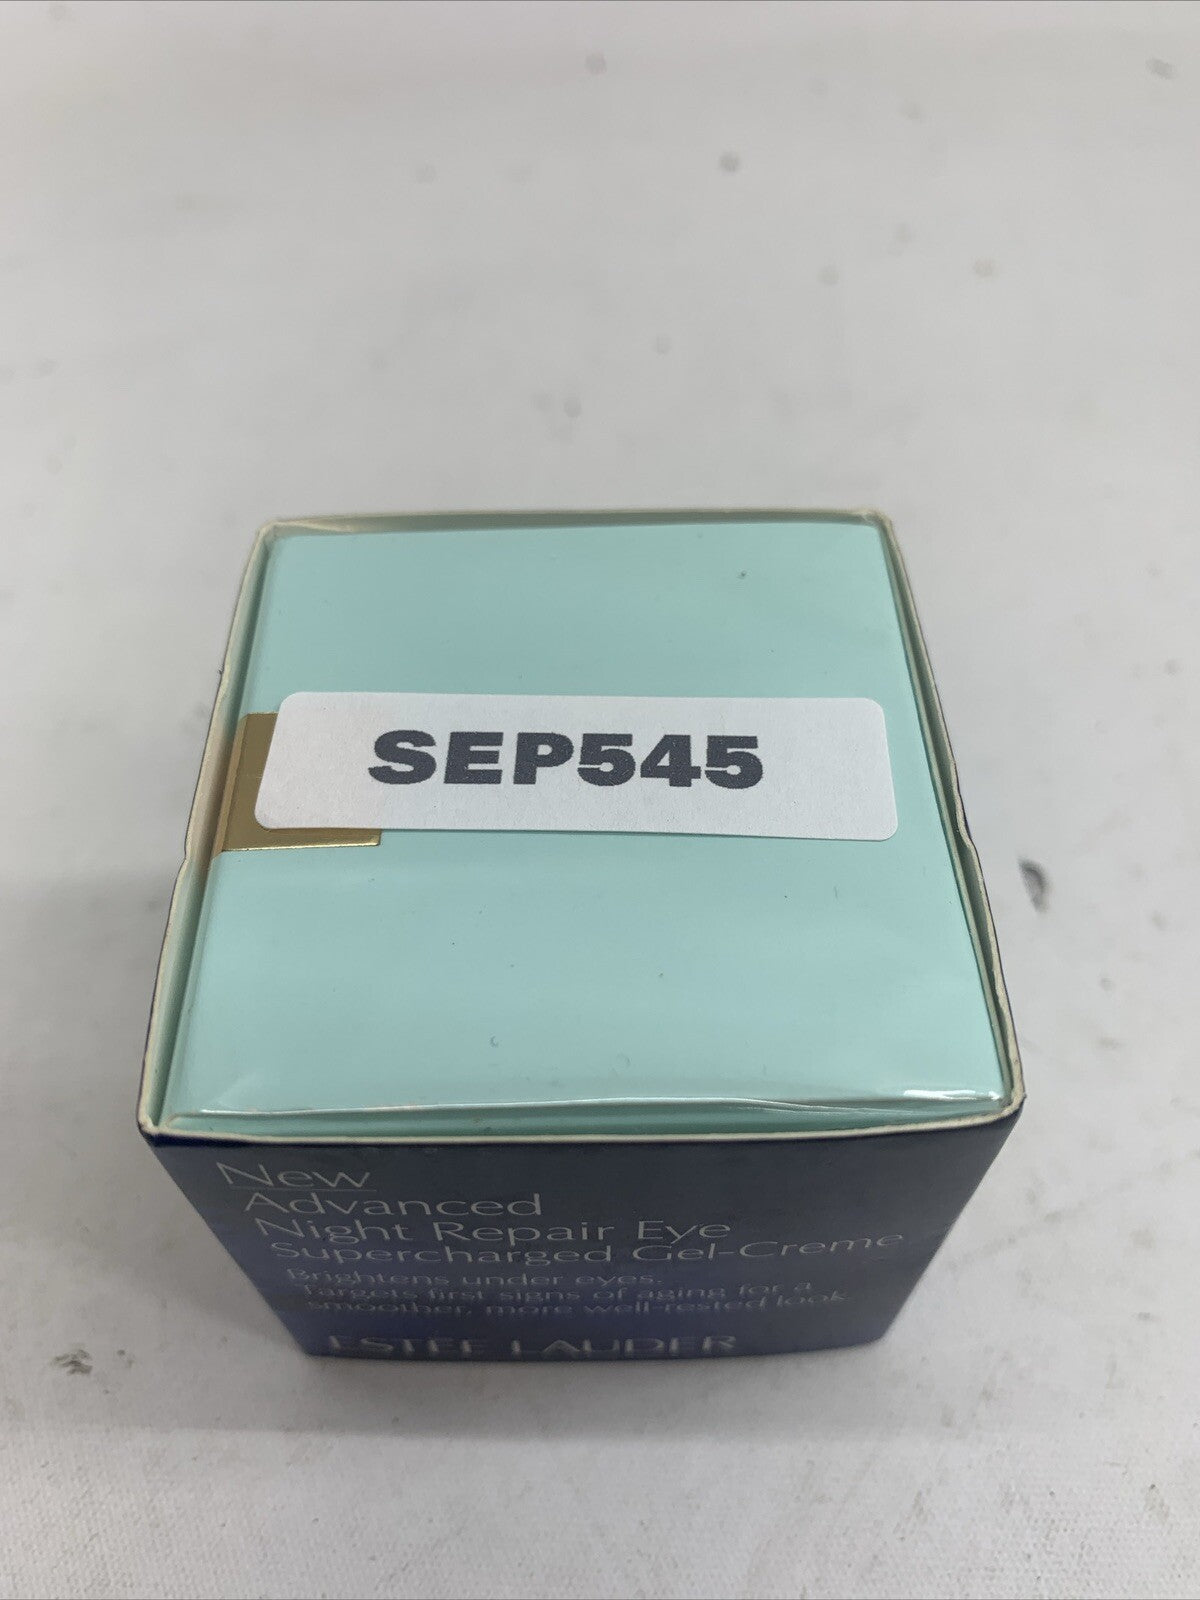 SEP545
New
Advanced
Night Repair Eye
Supercharged Gel-Creme
Brightens under eyes.
Targets first signs of aging for a
smoother, more well-rested look
ESTĒE LAUDER